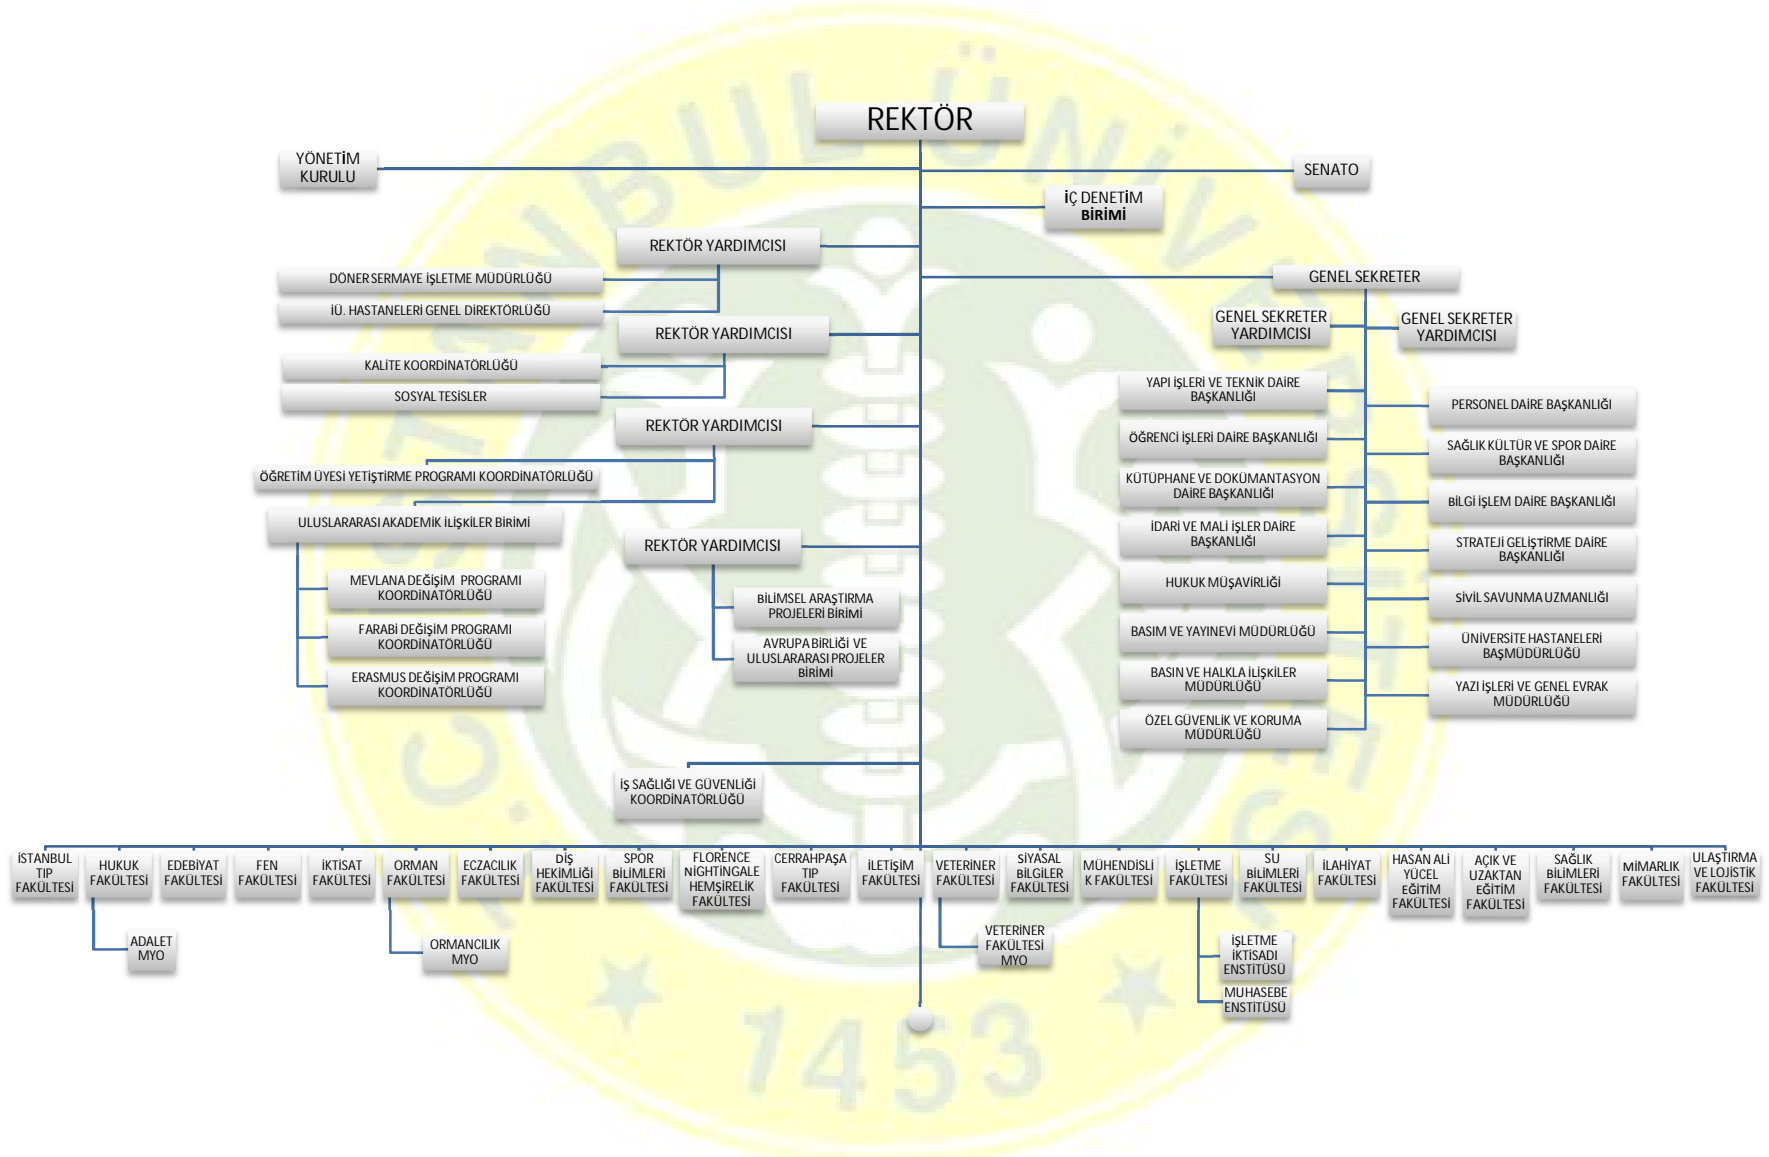 REKTÖR
YÖNETİM
KURULU
SENATO
İÇ DENETİM
BİRİMİ
REKTÖR YARDIMCISI
DÖNER SERMAYE İŞLETME MÜDÜRLÜĞÜ
İÜ. HASTANELERİ GENEL DİREKTÖRLÜĞÜ
REKTÖR YARDIMCISI
KALİTE KOORDİNATÖRLÜĞÜ
SOSYAL TESİSLER
REKTÖR YARDIMCISI
ÖĞRETİM ÜYESİ YETİŞTİRME PROGRAMI KOORDİNATÖRLÜĞÜ
ULUSLARARASI AKADEMİK İLİŞKİLER BİRİMİ
MEVLANA DEĞİŞİM PROGRAMI
KOORDİNATÖRLÜĞÜ
FARABİ DEĞİŞİM PROGRAMI
KOORDİNATÖRLÜĞÜ
ERASMUS DEĞİŞİM PROGRAMI
KOORDİNATÖRLÜĞÜ
REKTÖR YARDIMCISI
BİLİMSEL ARAŞTIRMA
PROJELERİ BİRİMİ
AVRUPA BİRLİĞİ VE
ULUSLARARASI PROJELER
BİRİMİ
GENEL SEKRETER
GENEL SEKRETER
YARDIMCISI
GENEL SEKRETER
YARDIMCISI
YAPI İŞLERİ VE TEKNİK DAİRE
BAŞKANLIĞI
PERSONEL DAİRE BAŞKANLIĞI
ÖĞRENCİ İŞLERİ DAİRE BAŞKANLIĞI
SAĞLIK KÜLTÜR VE SPOR DAİRE
BAŞKANLIĞI
KÜTÜPHANE VE DOKÜMANTASYON
DAİRE BAŞKANLIĞI
BİLGİ İŞLEM DAİRE BAŞKANLIĞI
İDARİ VE MALİ İŞLER DAİRE
BAŞKANLIĞI
STRATEJİ GELİŞTİRME DAİRE
BAŞKANLIĞI
HUKUK MÜŞAVİRLİĞİ
SİVİL SAVUNMA UZMANLIĞI
BASIM VE YAYINEVİ MÜDÜRLÜĞÜ
ÜNİVERSİTE HASTANELERİ
BAŞMÜDÜRLÜĞÜ
BASIN VE HALKLA İLİŞKİLER
MÜDÜRLÜĞÜ
YAZI İŞLERİ VE GENEL EVRAK
MÜDÜRLÜĞÜ
ÖZEL GÜVENLİK VE KORUMA
MÜDÜRLÜĞÜ
İŞ SAĞLIĞI VE GÜVENLİĞİ
KOORDİNATÖRLÜĞÜ
İSTANBUL
TIP
FAKÜLTESİ
HUKUK
FAKÜLTESİ
EDEBİYAT
FAKÜLTESİ
FEN
FAKÜLTESİ
İKTİSAT
FAKÜLTESİ
ORMAN
FAKÜLTESİ
ECZACILIK
FAKÜLTESİ
DİŞ
HEKİMLİĞİ
FAKÜLTESİ
SPOR
BİLİMLERİ
FAKÜLTESİ
FLORENCE
NİGHTİNGALE
HEMŞİRELİK
FAKÜLTESİ
CERRAHPAŞA
TIP
FAKÜLTESİ
İLETİŞİM
FAKÜLTESİ
VETERİNER
FAKÜLTESİ
SİYASAL
BİLGİLER
FAKÜLTESİ
MÜHENDİSLİ
K FAKÜLTESİ
İŞLETME
FAKÜLTESİ
SU
BİLİMLERİ
FAKÜLTESİ
İLAHİYAT
FAKÜLTESİ
HASAN ALİ
YÜCEL
EĞİTİM
FAKÜLTESİ
AÇIK VE
UZAKTAN
EĞİTİM
FAKÜLTESİ
SAĞLIK
BİLİMLERİ
FAKÜLTESİ
MİMARLIK
FAKÜLTESİ
ULAŞTIRMA
VE LOJİSTİK
FAKÜLTESİ
ADALET
MYO
ORMANCILIK
MYO
VETERİNER
FAKÜLTESİ
MYO
İŞLETME
İKTİSADI
ENSTİTÜSÜ
MUHASEBE
ENSTİTÜSÜ
T.C. İSTANBUL ÜNİVERSİTESİ
1453